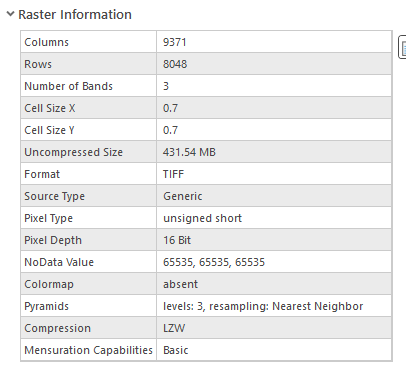 Raster Information
Columns 9371
Rows 8048
Number of Bands 3
Cell Size X 0.7
Cell Size Y 0.7
Uncompressed Size 431.54 MB
Format TIFF
Source Type Generic
Pixel Type unsigned short
Pixel Depth 16 Bit
NoData Value 65535, 65535, 65535
Colormap absent
Pyramids levels: 3, resampling: Nearest Neighbor
Compression LZW
Mensuration Capabilities Basic